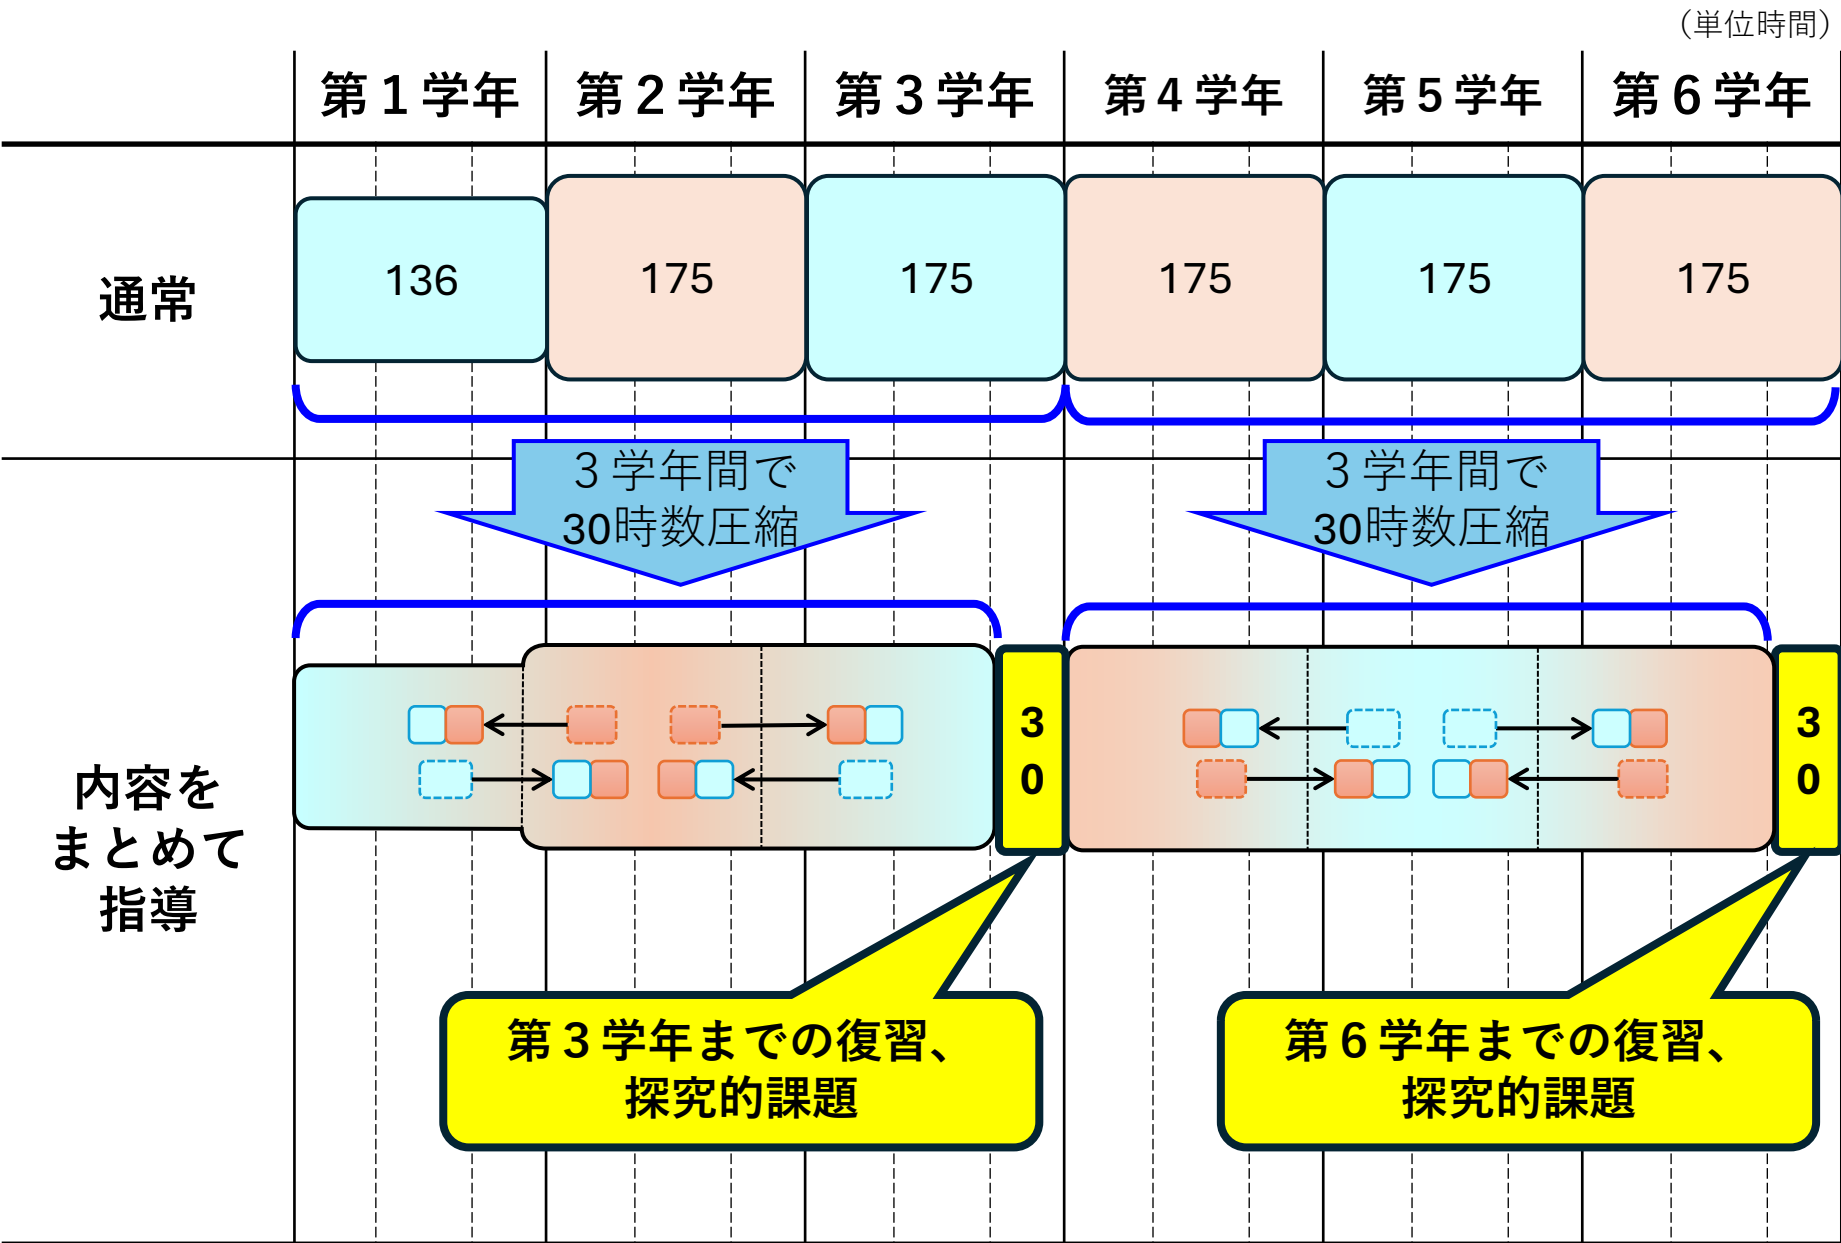 （単位時間）
第１学年 第２学年 第３学年 第４学年 第５学年 第６学年
通常
136 175 175 175 175 175
３学年間で
30時数圧縮
３学年間で
30時数圧縮
内容を
まとめて
指導
3
0
3
0
第３学年までの復習、
探究的課題
第６学年までの復習、
探究的課題